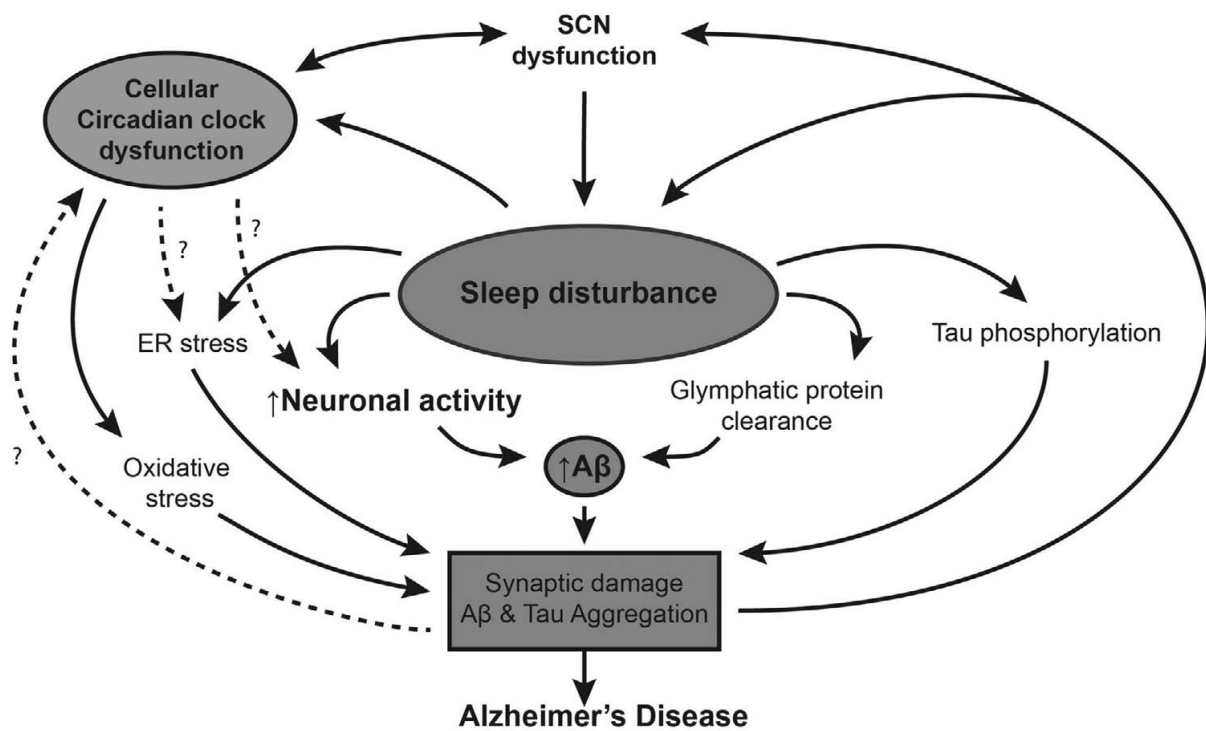 SCN
dysfunction
Cellular
Circadian clock
dysfunction
?
?
Sleep disturbance
ER stress
Tau phosphorylation
↑Neuronal activity
Glymphatic protein
clearance
?
↑Aβ
Oxidative
stress
Synaptic damage
Aβ & Tau Aggregation
Alzheimer's Disease